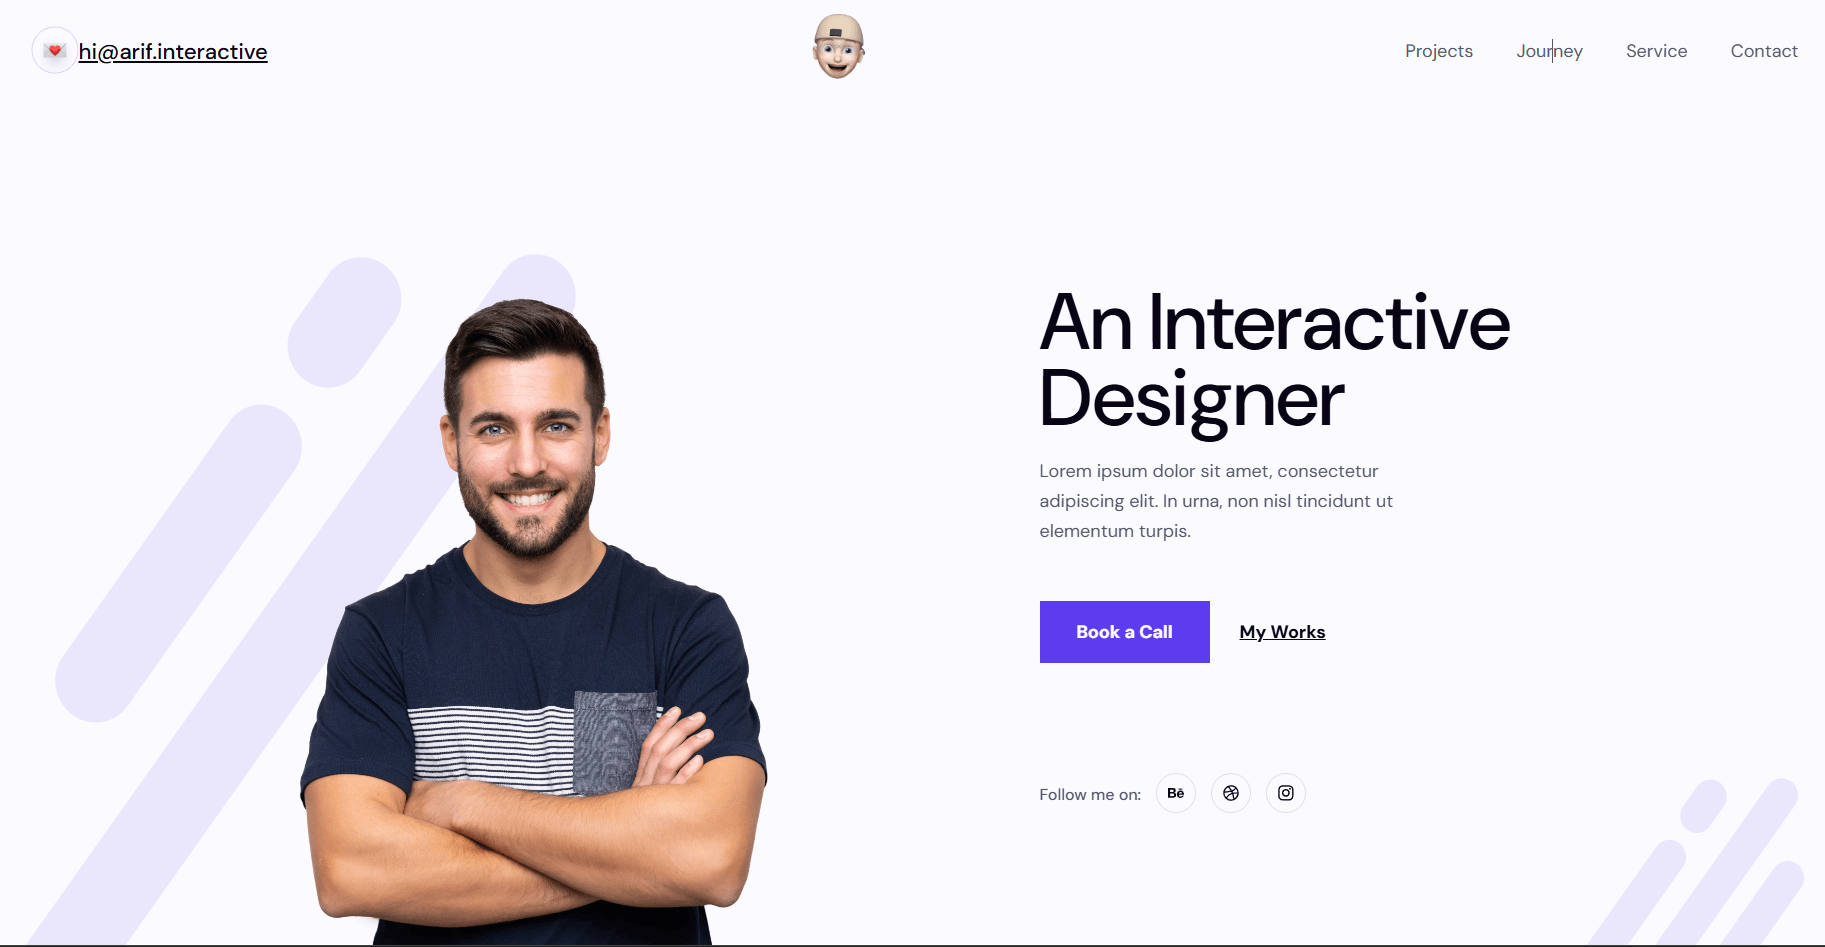 hi@arif.interactive
Projects
Journey
Service
Contact
An Interactive
Designer
Lorem ipsum dolor sit amet, consectetur
adipiscing elit. In urna, non nisl tincidunt ut
elementum turpis.
Book a Call
My Works
Follow me on:
Bē